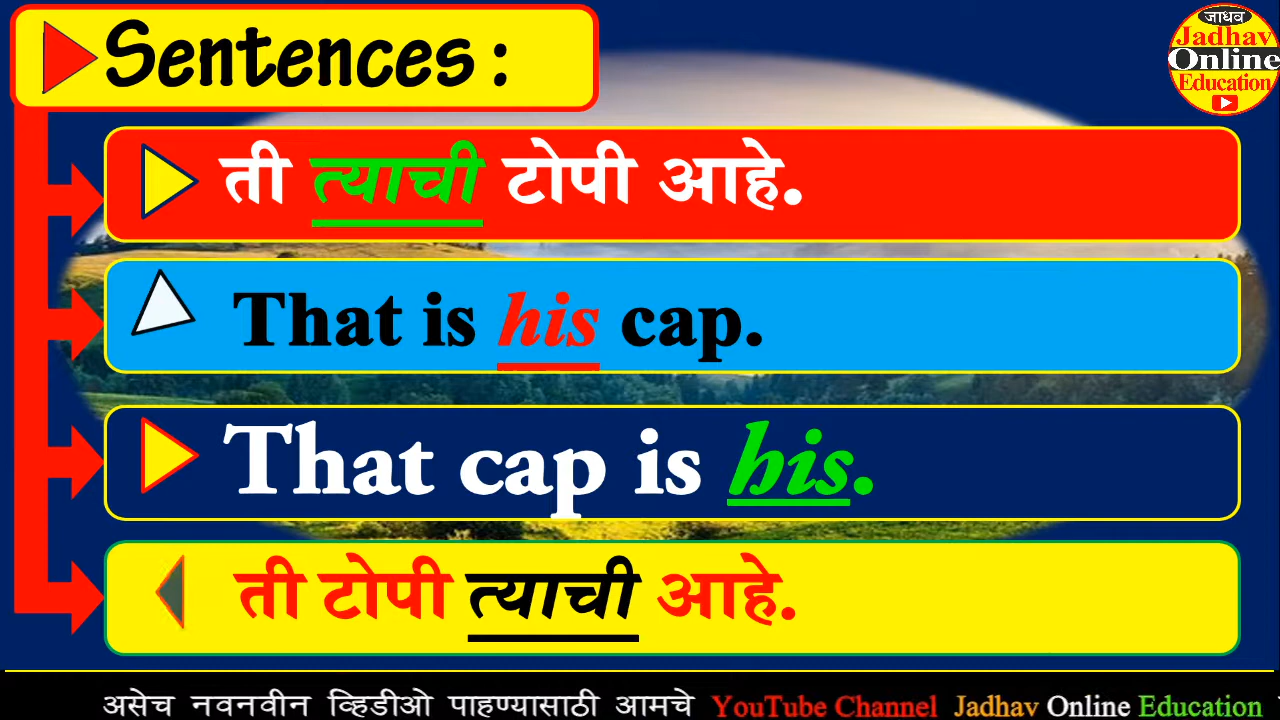 Sentences :
जाधव
Jadhav
Online
Education
ती त्याची टोपी आहे.
That is his cap.
That cap is his.
ती टोपी त्याची आहे.
असेच नवनवीन व्हिडीओ पाहण्यासाठी आमचे YouTube Channel Jadhav Online Education